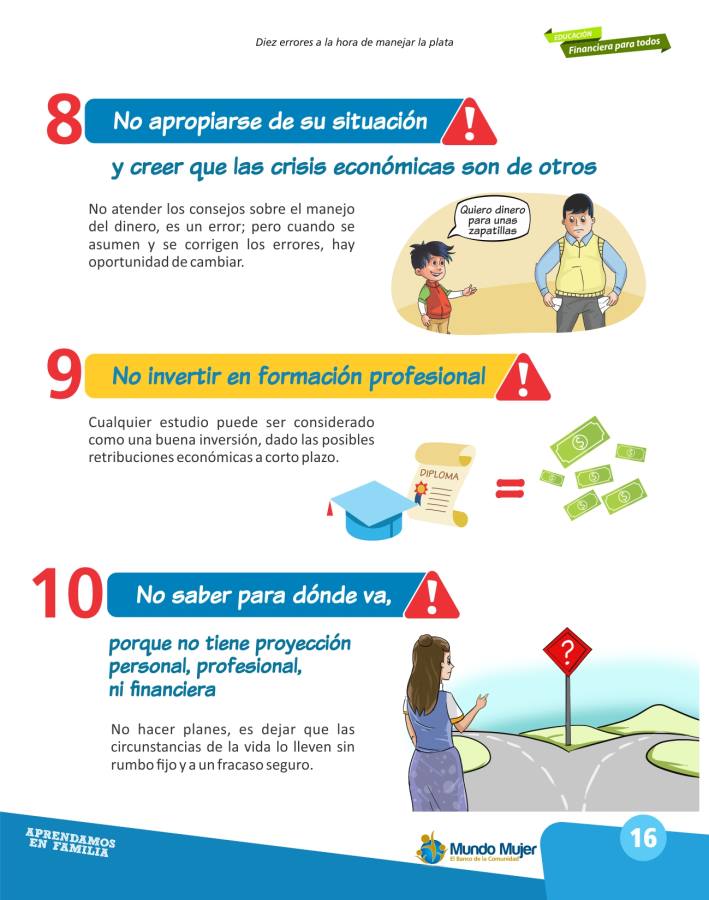 Diez errores a la hora de manejar la plata
EDUCACIÓN
Financiera para todos
8
No apropiarse de su situación
!
y creer que las crisis económicas son de otros
No atender los consejos sobre el manejo
del dinero, es un error; pero cuando se
asumen y se corrigen los errores, hay
oportunidad de cambiar.
Quiero dinero
para unas
zapatillas
9
No invertir en formación profesional
!
Cualquier estudio puede ser considerado
como una buena inversión, dado las posibles
retribuciones económicas a corto plazo.
DIPLOMA
=
$
$
$
$
$
$
10
No saber para dónde va,
!
porque no tiene proyección
personal, profesional,
ni financiera
?
No hacer planes, es dejar que las
circunstancias de la vida lo lleven sin
rumbo fijo y a un fracaso seguro.
APRENDAMOS
EN FAMILIA
Mundo Mujer
El Banco de la Comunidad
16